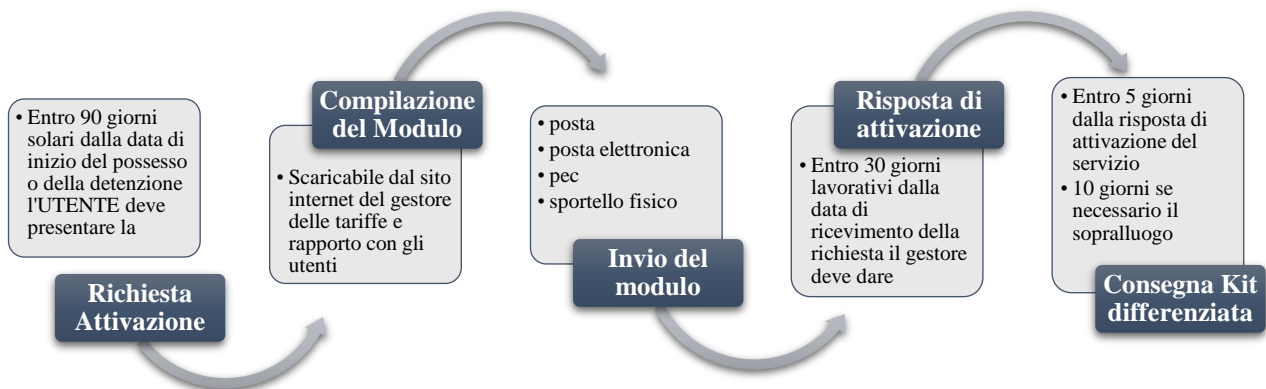 • Entro 90 giorni
solari dalla data di
inizio del possesso
o della detenzione
l'UTENTE deve
presentare la
Richiesta
Attivazione
Compilazione
del Modulo
• Scaricabile dal sito
internet del gestore
delle tariffe e
rapporto con gli
utenti
• posta
• posta elettronica
• pec
• sportello fisico
Invio del
modulo
Risposta di
attivazione
• Entro 30 giorni
lavorativi dalla
data di
ricevimento della
richiesta il gestore
deve dare
• Entro 5 giorni
dalla risposta di
attivazione del
servizio
• 10 giorni se
necessario il
sopralluogo
Consegna Kit
differenziata